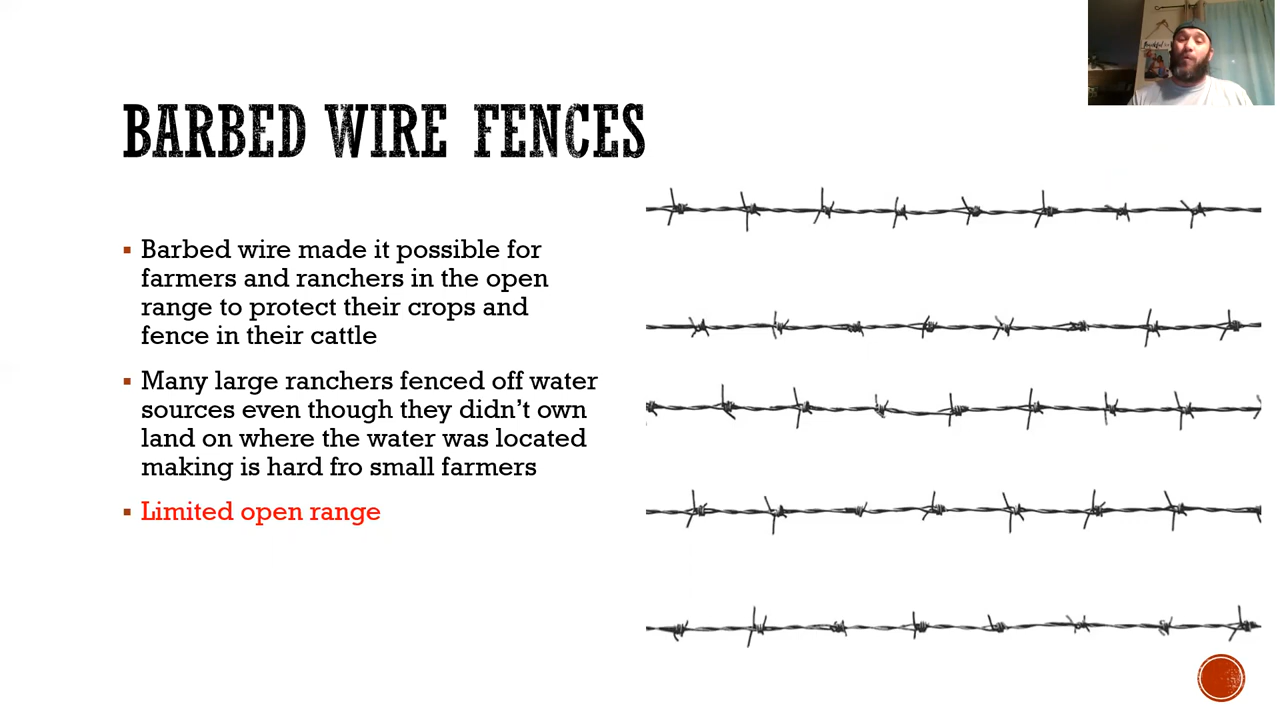 BARBED WIRE FENCES
Barbed wire made it possible for
farmers and ranchers in the open
range to protect their crops and
fence in their cattle
Many large ranchers fenced off water
sources even though they didn't own
land on where the water was located
making is hard fro small farmers
Limited open range